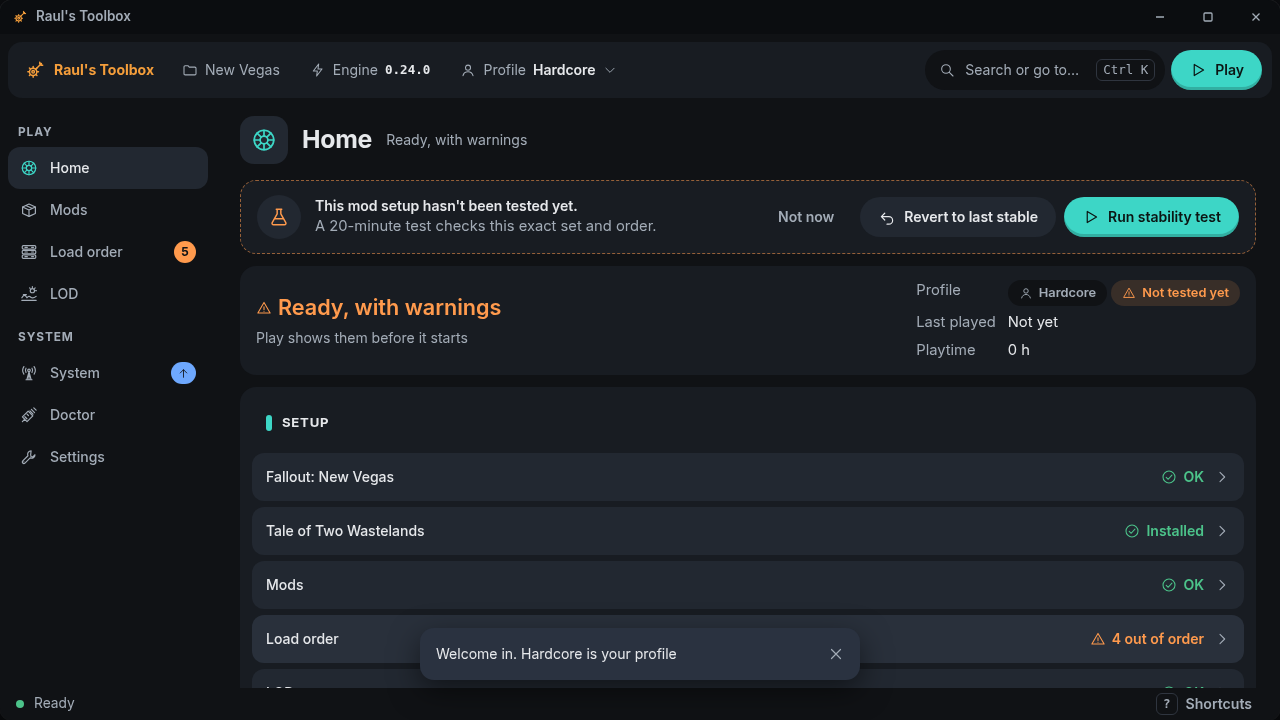 Raul's Toolbox
Raul's Toolbox
New Vegas
Engine 0.24.0
Profile Hardcore
Search or go to...
Ctrl K
Play
PLAY
Home
Mods
Load order
5
LOD
SYSTEM
System
Doctor
Settings
Home
Ready, with warnings
This mod setup hasn't been tested yet.
A 20-minute test checks this exact set and order.
Not now
Revert to last stable
Run stability test
Ready, with warnings
Play shows them before it starts
Profile
Hardcore
Not tested yet
Last played
Not yet
Playtime
0 h
SETUP
Fallout: New Vegas
OK
Tale of Two Wastelands
Installed
Mods
OK
Load order
4 out of order
Welcome in. Hardcore is your profile
Ready
?
Shortcuts